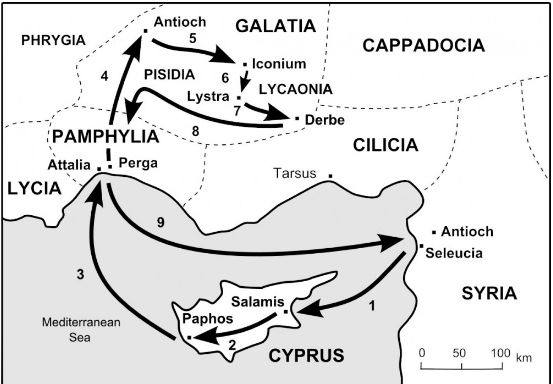 GALATIA
Antioch
PHRYGIA
5
CAPPADOCIA
Iconium
4
PISIDIA
6
LYCAONIA
Lystra
7
Derbe
8
PAMPHYLIA
CILICIA
Attalia
Perga
Tarsus
LYCIA
9
Antioch
Seleucia
3
SYRIA
Salamis
1
Paphos
Mediterranean
Sea
2
CYPRUS
0
50
100
km